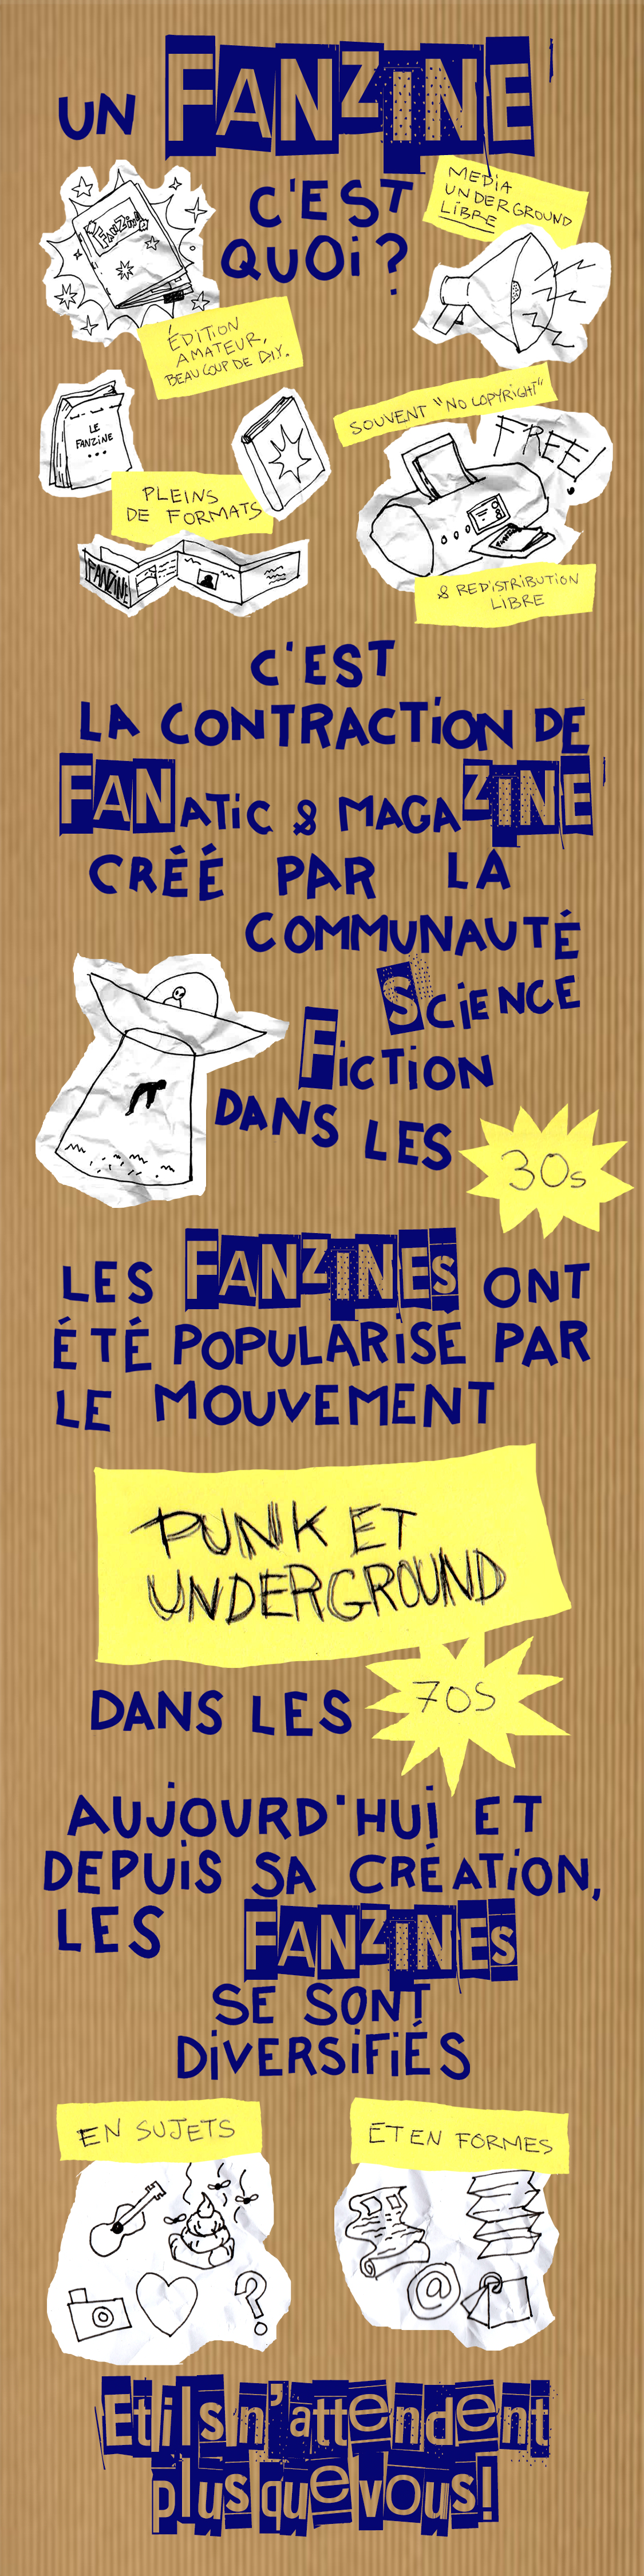 UN FANZINE
C'EST
QUOI?
FANZINE
MEDIA
UNDERGROUND
LIBRE
ÉDITION
AMATEUR,
BEAUCOUP DE D.I.Y.
LE
FANZINE
...
PLEINS
DE FORMATS
FANZINE
SOUVENT "NO COPYRIGHT"
FREE!
& REDISTRIBUTION
LIBRE
C'EST
LA CONTRACTION DE
FANATIC & MAGAZINE
CRÉÉ PAR LA
COMMUNAUTÉ
SCIENCE
FICTION
DANS LES
30s
LES FANZINES ONT
ÉTÉ POPULARISÉ PAR
LE MOUVEMENT
PUNK ET
UNDERGROUND
DANS LES 70S
AUJOURD'HUI ET
DEPUIS SA CRÉATION,
LES FANZINES
SE SONT
DIVERSIFIÉS
EN SUJETS
?
ET EN FORMES
@
Et ils n'attendent
plus que vous!